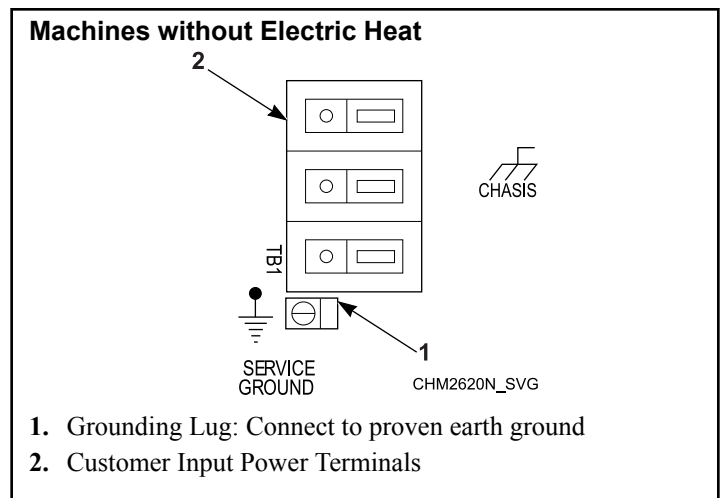 Machines without Electric Heat
2
CHASIS
TB1
1
SERVICE
GROUND
CHM2620N_SVG
1. Grounding Lug: Connect to proven earth ground
2. Customer Input Power Terminals